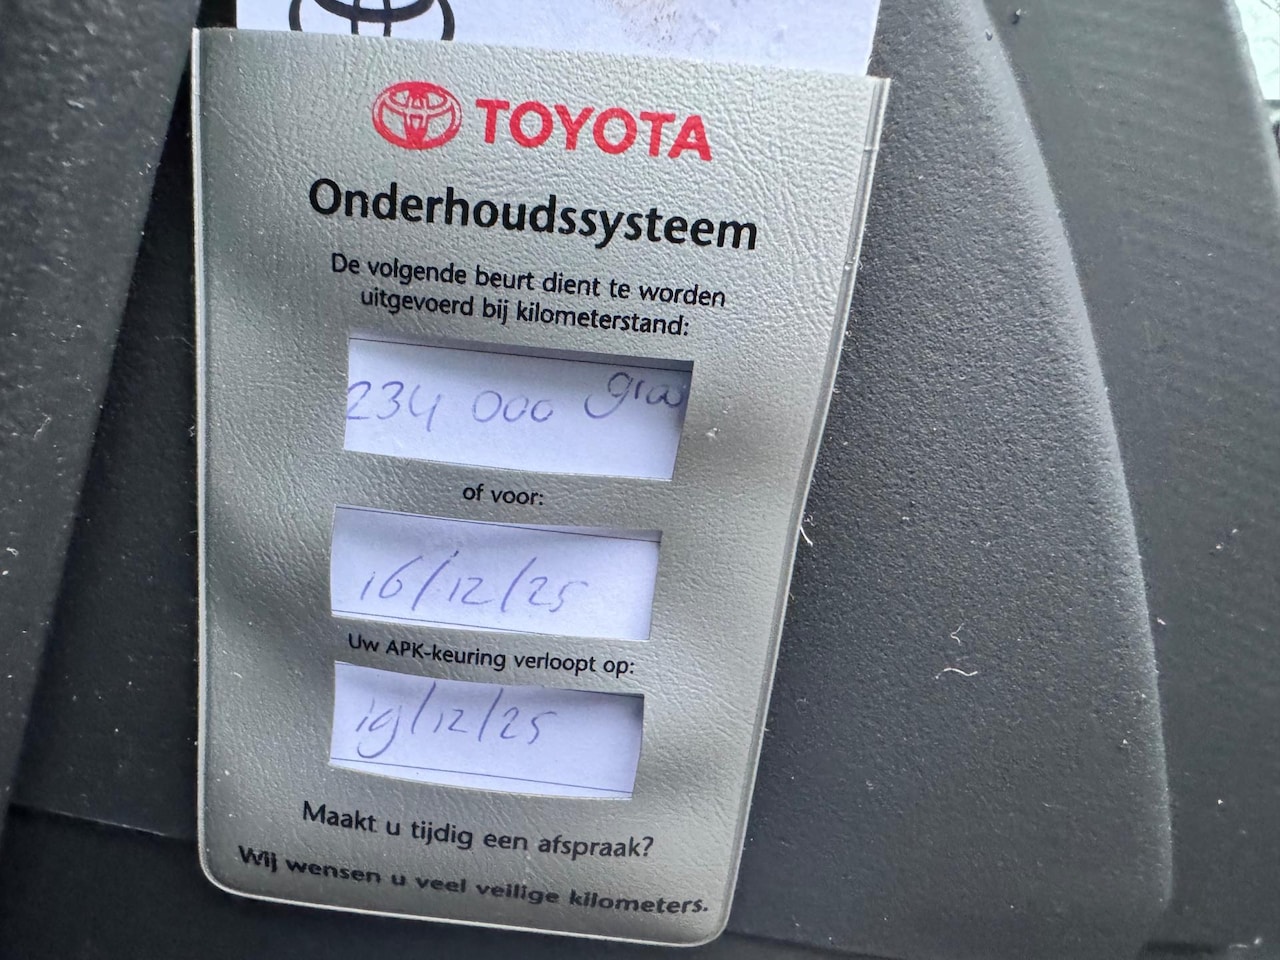 TOYOTA
Onderhoudssysteem
De volgende beurt dient te worden
uitgevoerd bij kilometerstand:
234 000
of voor:
16/12/25
Uw APK-keuring verloopt op:
19/12/25
Maakt u tijdig een afspraak?
Wij wensen u veel veilige kilometers.